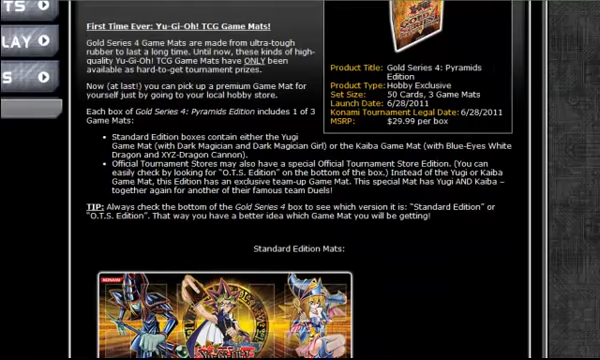 TS
LAY
S
First Time Ever: Yu-Gi-Oh! TCG Game Mats!
Gold Series 4 Game Mats are made from ultra-tough
rubber to last a long time. Until now, these kinds of high-
quality Yu-Gi-Oh! TCG Game Mats have ONLY been
available as hard-to-get tournament prizes.
Now (at last!) you can pick up a premium Game Mat for
yourself just by going to your local hobby store.
Each box of Gold Series 4: Pyramids Edition includes 1 of 3
Game Mats:
Product Title: Gold Series 4: Pyramids
Edition
Product Type: Hobby Exclusive
Set Size: 50 Cards, 3 Game Mats
Launch Date: 6/28/2011
Konami Tournament Legal Date: 6/28/2011
MSRP: $29.99 per box
• Standard Edition boxes contain either the Yugi
Game Mat (with Dark Magician and Dark Magician Girl) or the Kaiba Game Mat (with Blue-Eyes White
Dragon and XYZ-Dragon Cannon).
• Official Tournament Stores may also have a special Official Tournament Store Edition. (You can
easily check by looking for "O.T.S. Edition" on the bottom of the box.) Instead of the Yugi or Kaiba
Game Mat, this Edition has an exclusive team-up Game Mat. This special Mat has Yugi AND Kaiba –
together again for another of their famous team Duels!
TIP: Always check the bottom of the Gold Series 4 box to see which version it is: "Standard Edition" or
"O.T.S. Edition". That way you have a better idea which Game Mat you will be getting!
Standard Edition Mats:
KONAMI